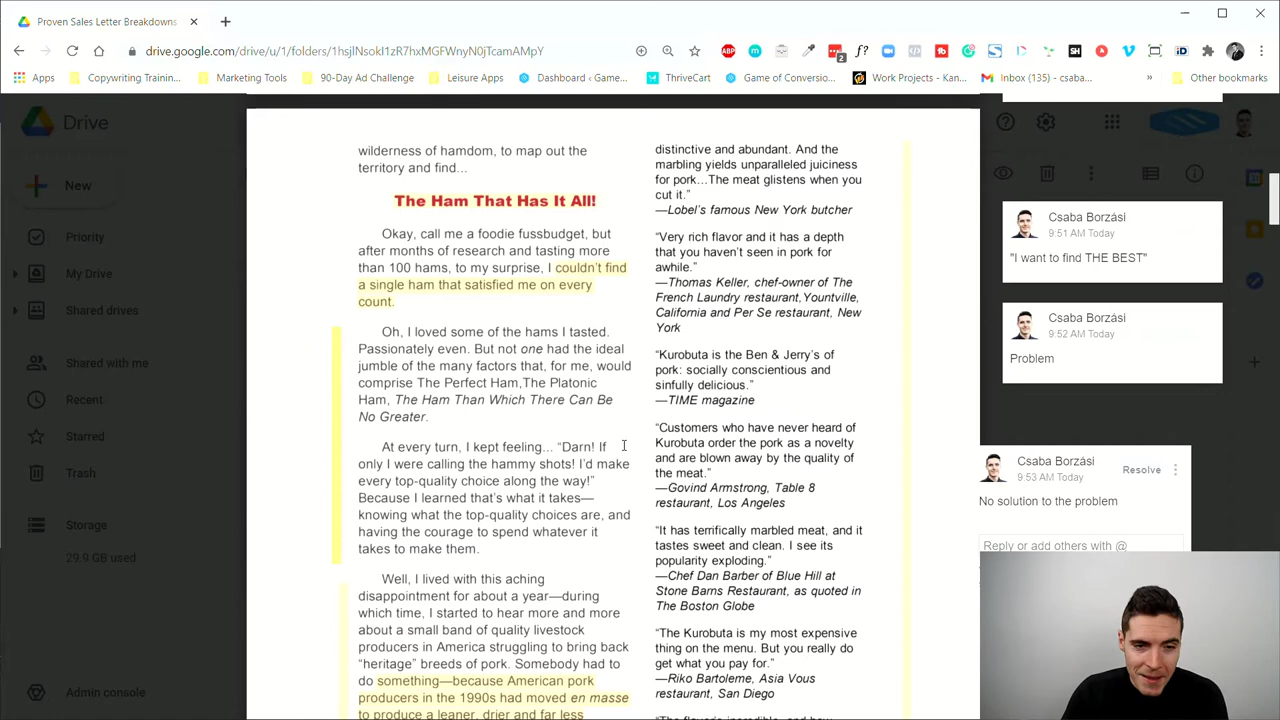 Proven Sales Letter Breakdowns
drive.google.com/drive/u/1/folders/1hsjlNsokI1zR7hxMGFWnyN0jTcamAMpY
Apps
Copywriting Trainin...
Marketing Tools
90-Day Ad Challenge
Leisure Apps
Dashboard ‹ Game...
ThriveCart
Game of Conversio...
Work Projects - Kan...
Inbox (135) - csaba...
»
Other bookmarks
Drive
New
Priority
My Drive
Shared drives
Shared with me
Recent
Starred
Trash
Storage
29.9 GB used
Admin console
wilderness of hamdom, to map out the
territory and find...
The Ham That Has It All!
Okay, call me a foodie fussbudget, but
after months of research and tasting more
than 100 hams, to my surprise, I couldn't find
a single ham that satisfied me on every
count.
Oh, I loved some of the hams I tasted.
Passionately even. But not one had the ideal
jumble of the many factors that, for me, would
comprise The Perfect Ham,The Platonic
Ham, The Ham Than Which There Can Be
No Greater.
At every turn, I kept feeling... “Darn! If
only I were calling the hammy shots! I'd make
every top-quality choice along the way!”
Because I learned that's what it takes—
knowing what the top-quality choices are, and
having the courage to spend whatever it
takes to make them.
Well, I lived with this aching
disappointment for about a year—during
which time, I started to hear more and more
about a small band of quality livestock
producers in America struggling to bring back
“heritage” breeds of pork. Somebody had to
do something—because American pork
producers in the 1990s had moved en masse
to produce a leaner, drier and far less
distinctive and abundant. And the
marbling yields unparalleled juiciness
for pork…The meat glistens when you
cut it.”
—Lobel's famous New York butcher
“Very rich flavor and it has a depth
that you haven't seen in pork for
awhile.”
—Thomas Keller, chef-owner of The
French Laundry restaurant,Yountville,
California and Per Se restaurant, New
York
“Kurobuta is the Ben & Jerry's of
pork: socially conscientious and
sinfully delicious.”
—TIME magazine
“Customers who have never heard of
Kurobuta order the pork as a novelty
and are blown away by the quality of
the meat.”
—Govind Armstrong, Table 8
restaurant, Los Angeles
“It has terrifically marbled meat, and it
tastes sweet and clean. I see its
popularity exploding.”
—Chef Dan Barber of Blue Hill at
Stone Barns Restaurant, as quoted in
The Boston Globe
“The Kurobuta is my most expensive
thing on the menu. But you really do
get what you pay for.”
—Riko Bartolome, Asia Vous
restaurant, San Diego
Csaba Borzási
9:51 AM Today
"I want to find THE BEST"
Csaba Borzási
9:52 AM Today
Problem
Csaba Borzási
9:53 AM Today
Resolve
No solution to the problem
Reply or add others with @